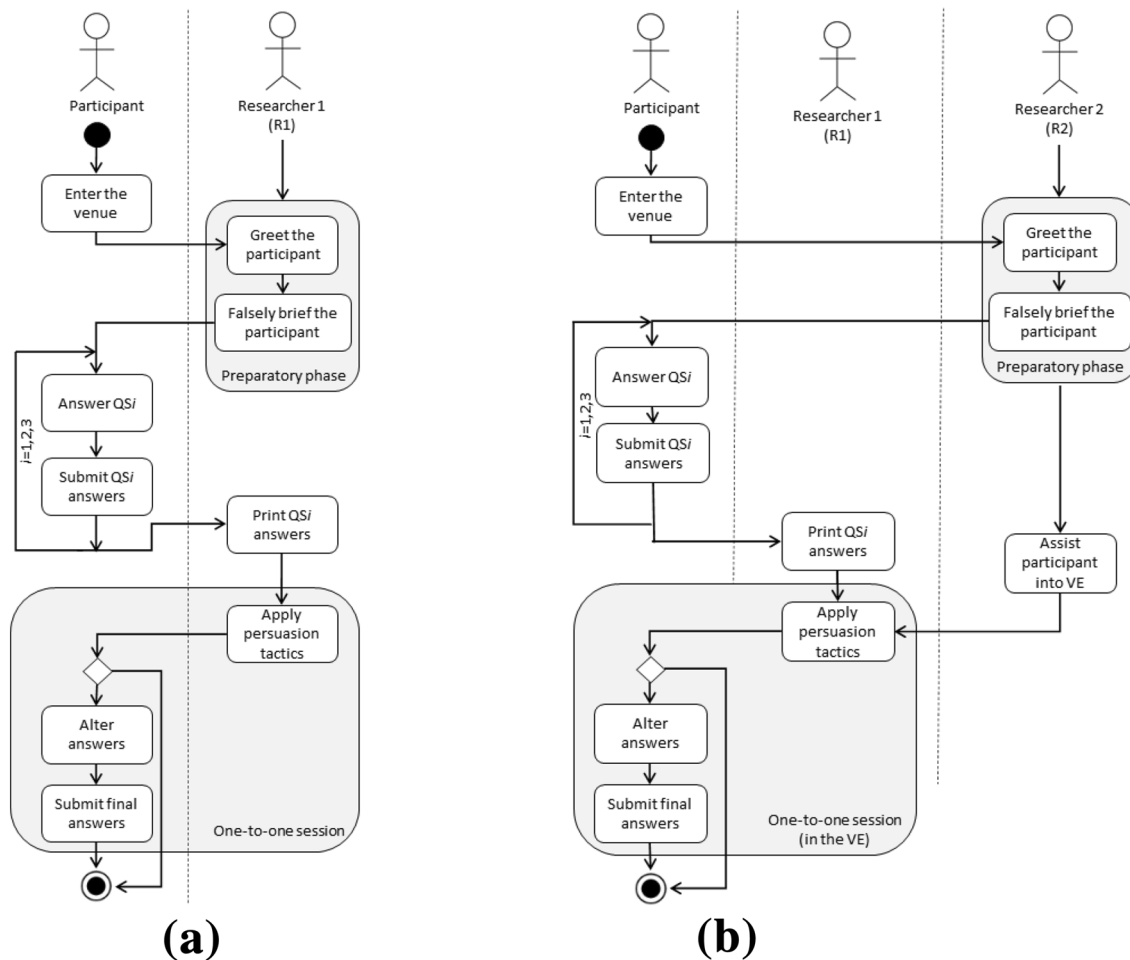 Participant
Researcher 1
(R1)
Enter the
venue
Greet the
participant
Falsely brief the
participant
Preparatory phase
Answer QSi
i=1,2,3
Submit QSi
answers
Print QSi
answers
Apply
persuasion
tactics
Alter
answers
Submit final
answers
One-to-one session
(a)
Participant
Researcher 1
(R1)
Researcher 2
(R2)
Enter the
venue
Greet the
participant
Falsely brief the
participant
Preparatory phase
Answer QSi
i=1,2,3
Submit QSi
answers
Print QSi
answers
Assist
participant
into VE
Apply
persuasion
tactics
Alter
answers
Submit final
answers
One-to-one session
(in the VE)
(b)